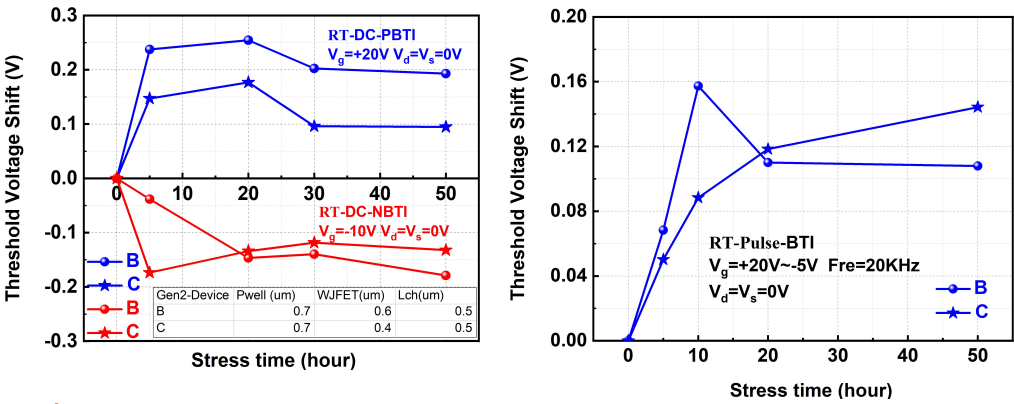 Threshold Voltage Shift (V)
0.3
0.2
0.1
0.0
-0.1
-0.2
-0.3
0 10 20 30 40 50
RT-DC-PBTI
Vg=+20V Vd=Vs=0V
RT-DC-NBTI
Vg=-10V Vd=Vs=0V
B
C
B
C
Gen2-Device Pwell (um) WJFET(um) Lch(um)
B 0.7 0.6 0.5
C 0.7 0.4 0.5
Stress time (hour)
Threshold Voltage Shift (V)
0.20
0.16
0.12
0.08
0.04
0.00
RT-Pulse-BTI
Vg=+20V~-5V Fre=20KHz
Vd=Vs=0V
B
C
0 10 20 30 40 50
Stress time (hour)